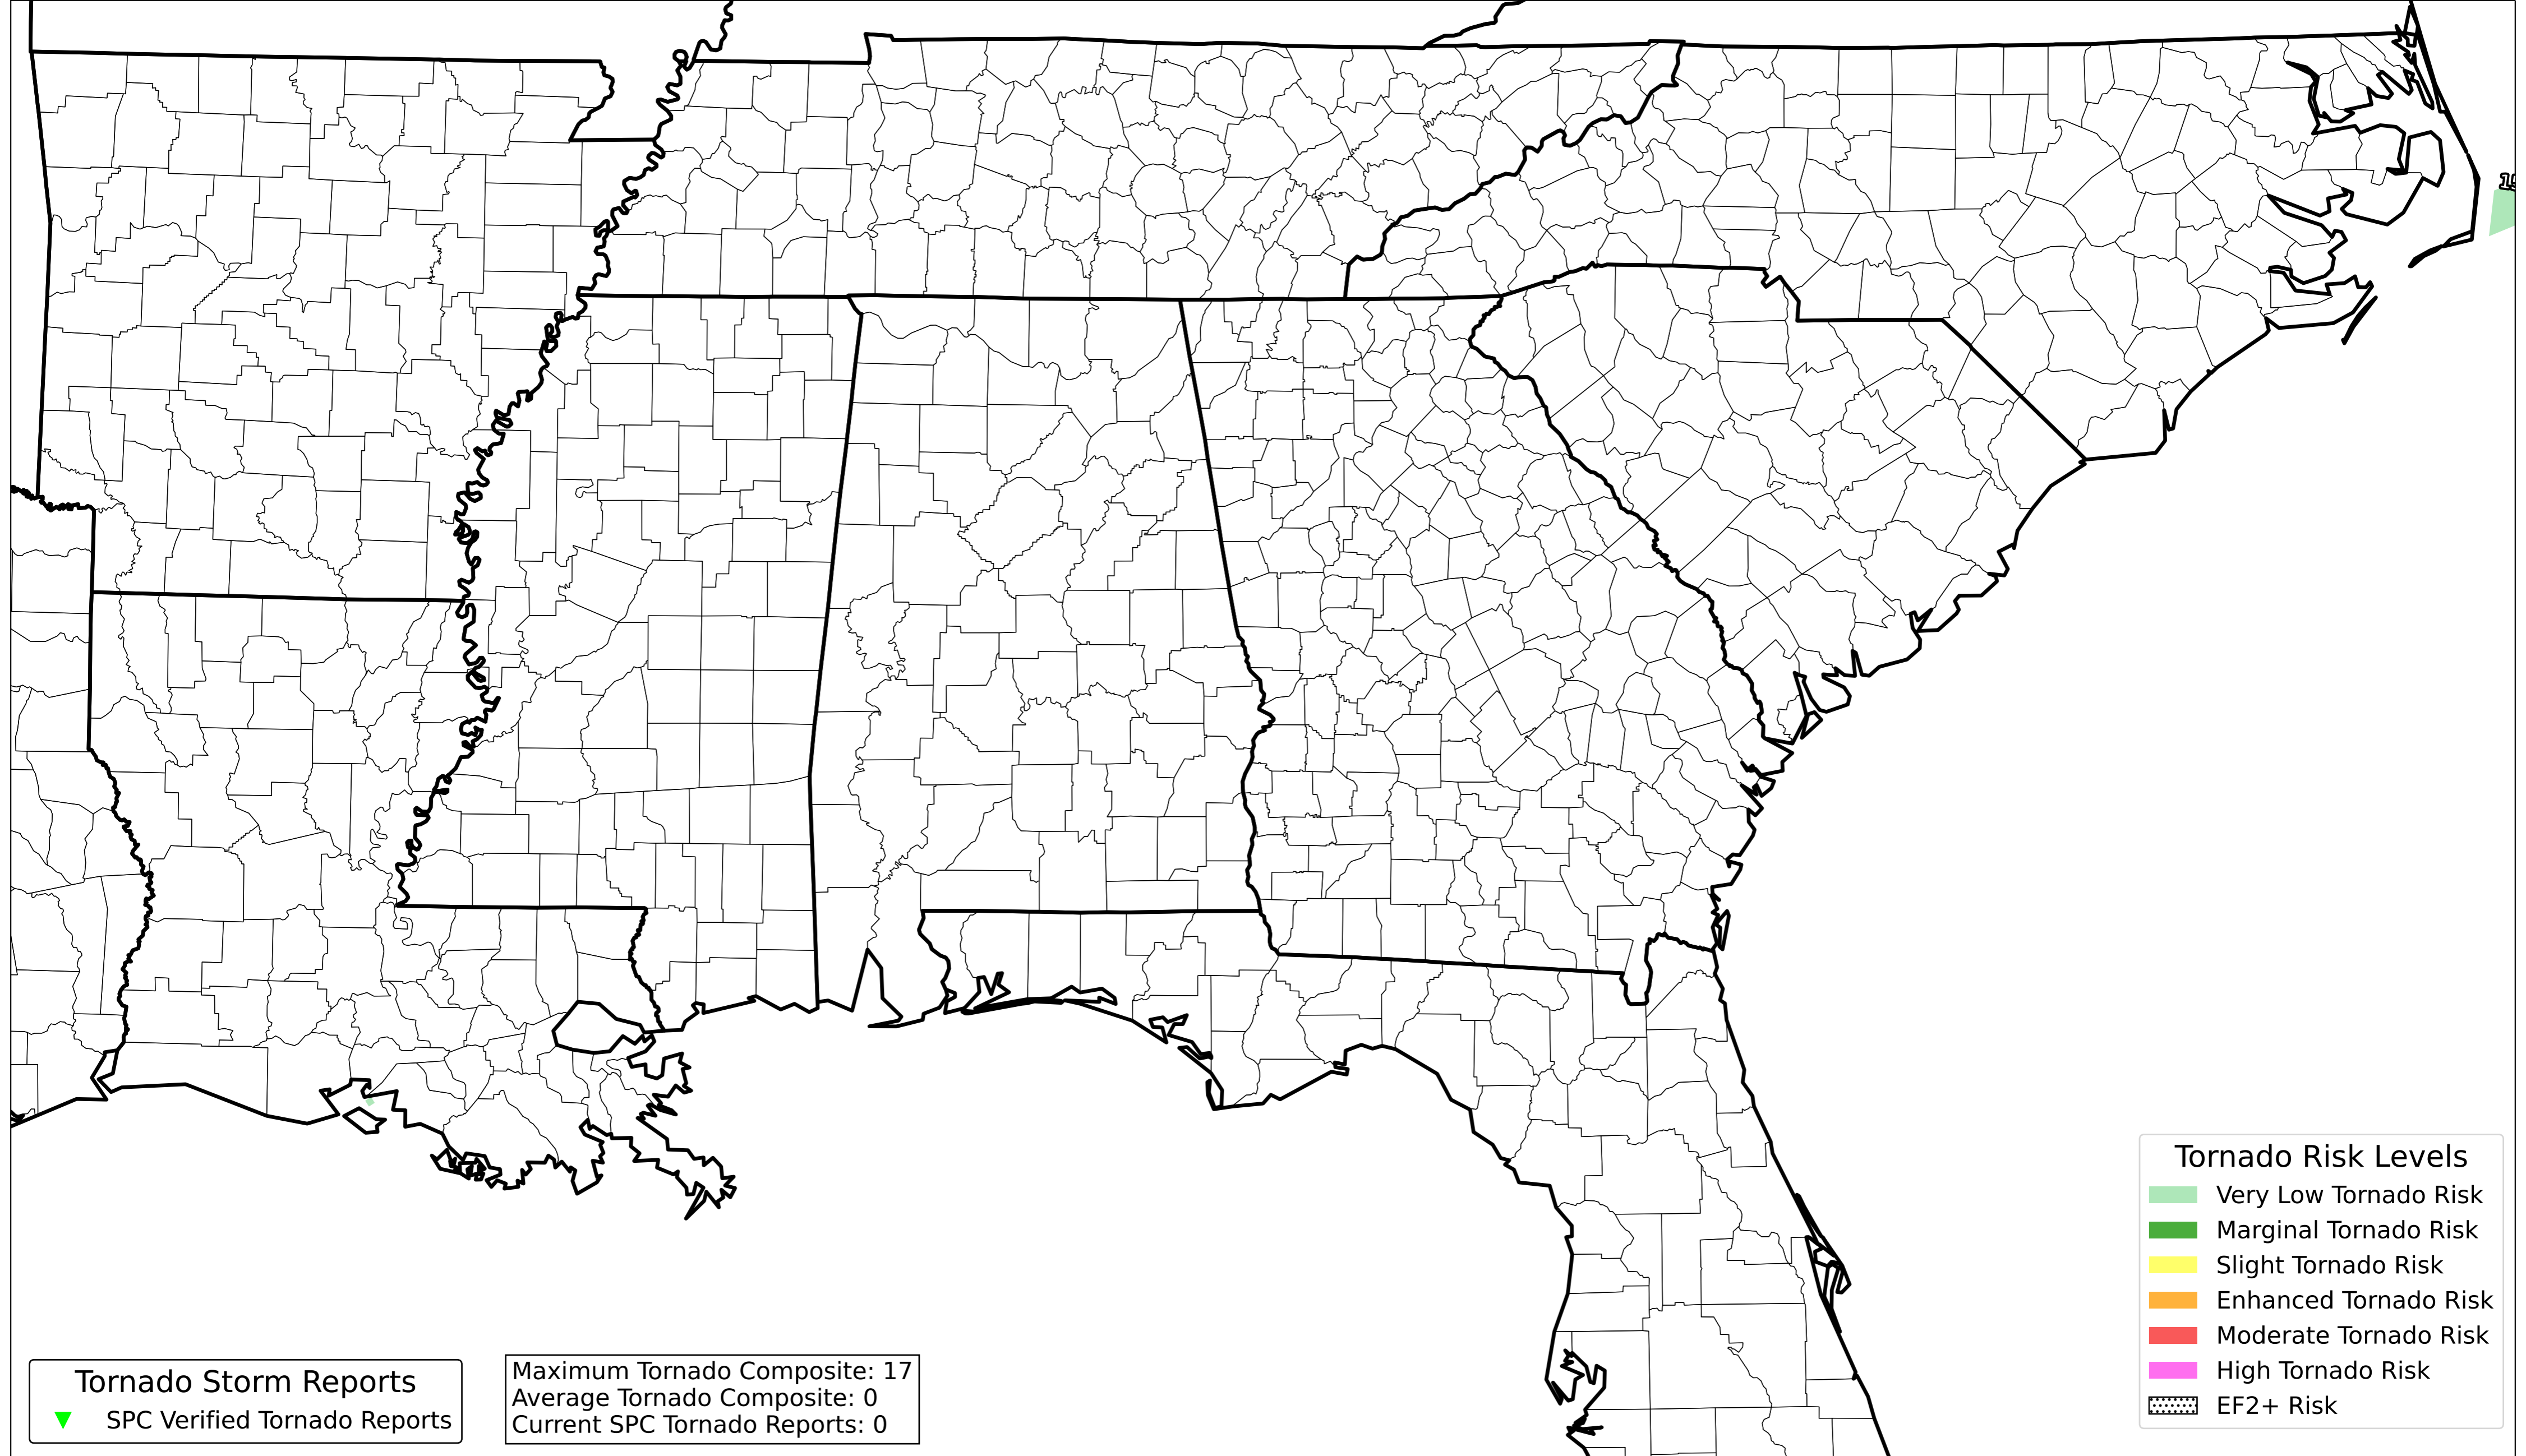 Tornado Storm Reports
SPC Verified Tornado Reports
Maximum Tornado Composite: 17
Average Tornado Composite: 0
Current SPC Tornado Reports: 0
Tornado Risk Levels
Very Low Tornado Risk
Marginal Tornado Risk
Slight Tornado Risk
Enhanced Tornado Risk
Moderate Tornado Risk
High Tornado Risk
EF2+ Risk